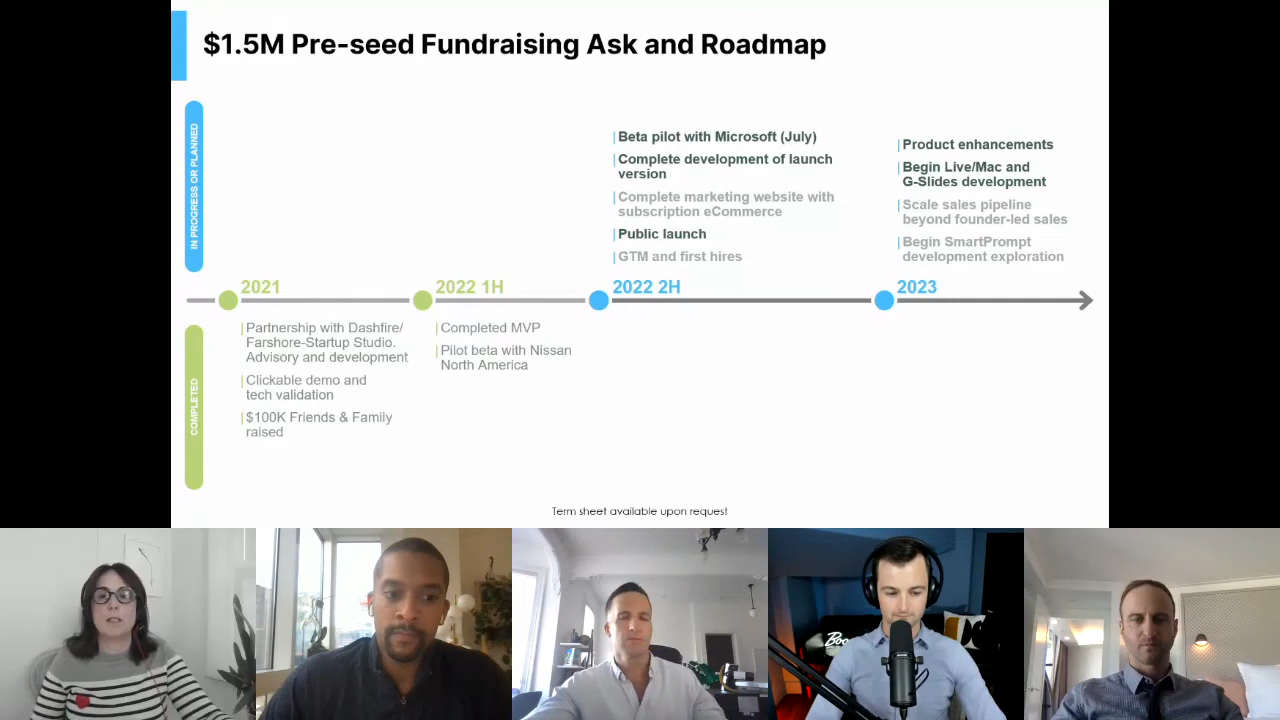 $1.5M Pre-seed Fundraising Ask and Roadmap
IN PROGRESS OR PLANNED
Beta pilot with Microsoft (July)
Complete development of launch
version
Complete marketing website with
subscription eCommerce
Public launch
GTM and first hires
Product enhancements
Begin Live/Mac and
G-Slides development
Scale sales pipeline
beyond founder-led sales
Begin SmartPrompt
development exploration
2021
2022 1H
2022 2H
2023
COMPLETED
Partnership with Dashfire/
Farshore-Startup Studio.
Advisory and development
Clickable demo and
tech validation
$100K Friends & Family
raised
Completed MVP
Pilot beta with Nissan
North America
Term sheet available upon request